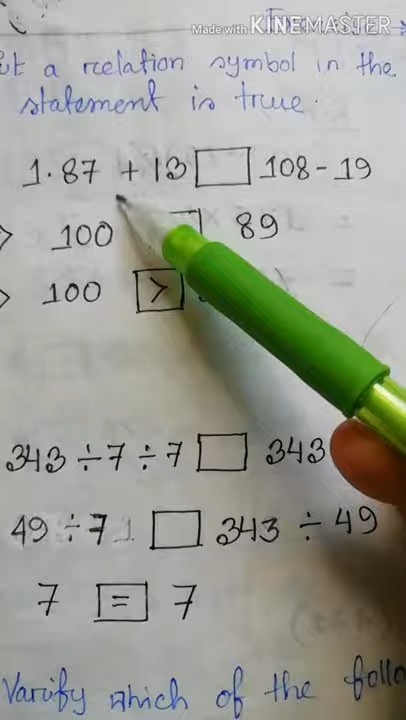 Made with KINEMASTER
a relation symbol in the
statement is true.
1. 87 + 13 □ 108 - 19
100 89
100 >
343 ÷ 7 ÷ 7 □ 343
49 ÷ 7 □ 343 ÷ 49
7 = 7
Varify which of the